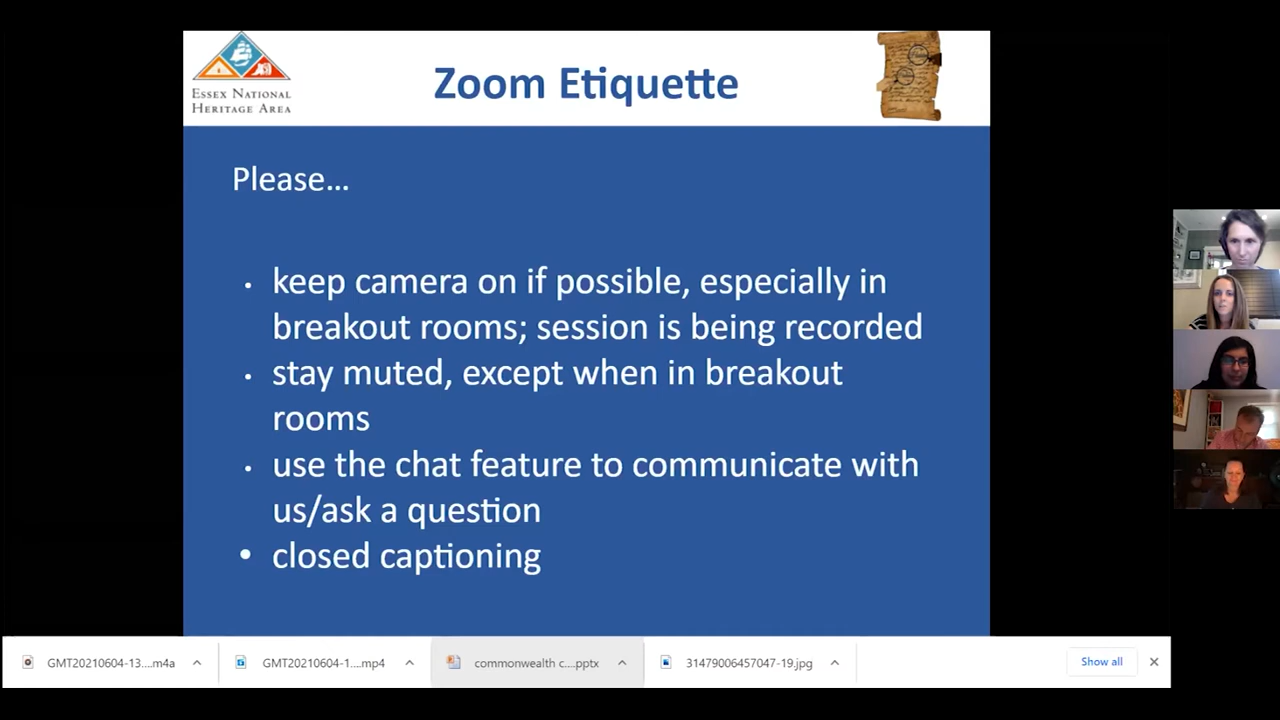 ESSEX NATIONAL
HERITAGE AREA
Zoom Etiquette
Please...
• keep camera on if possible, especially in
breakout rooms; session is being recorded
• stay muted, except when in breakout
rooms
• use the chat feature to communicate with
us/ask a question
• closed captioning
GMT20210604-13....m4a
GMT20210604-1....mp4
commonwealth c....pptx
31479006457047-19.jpg
Show all